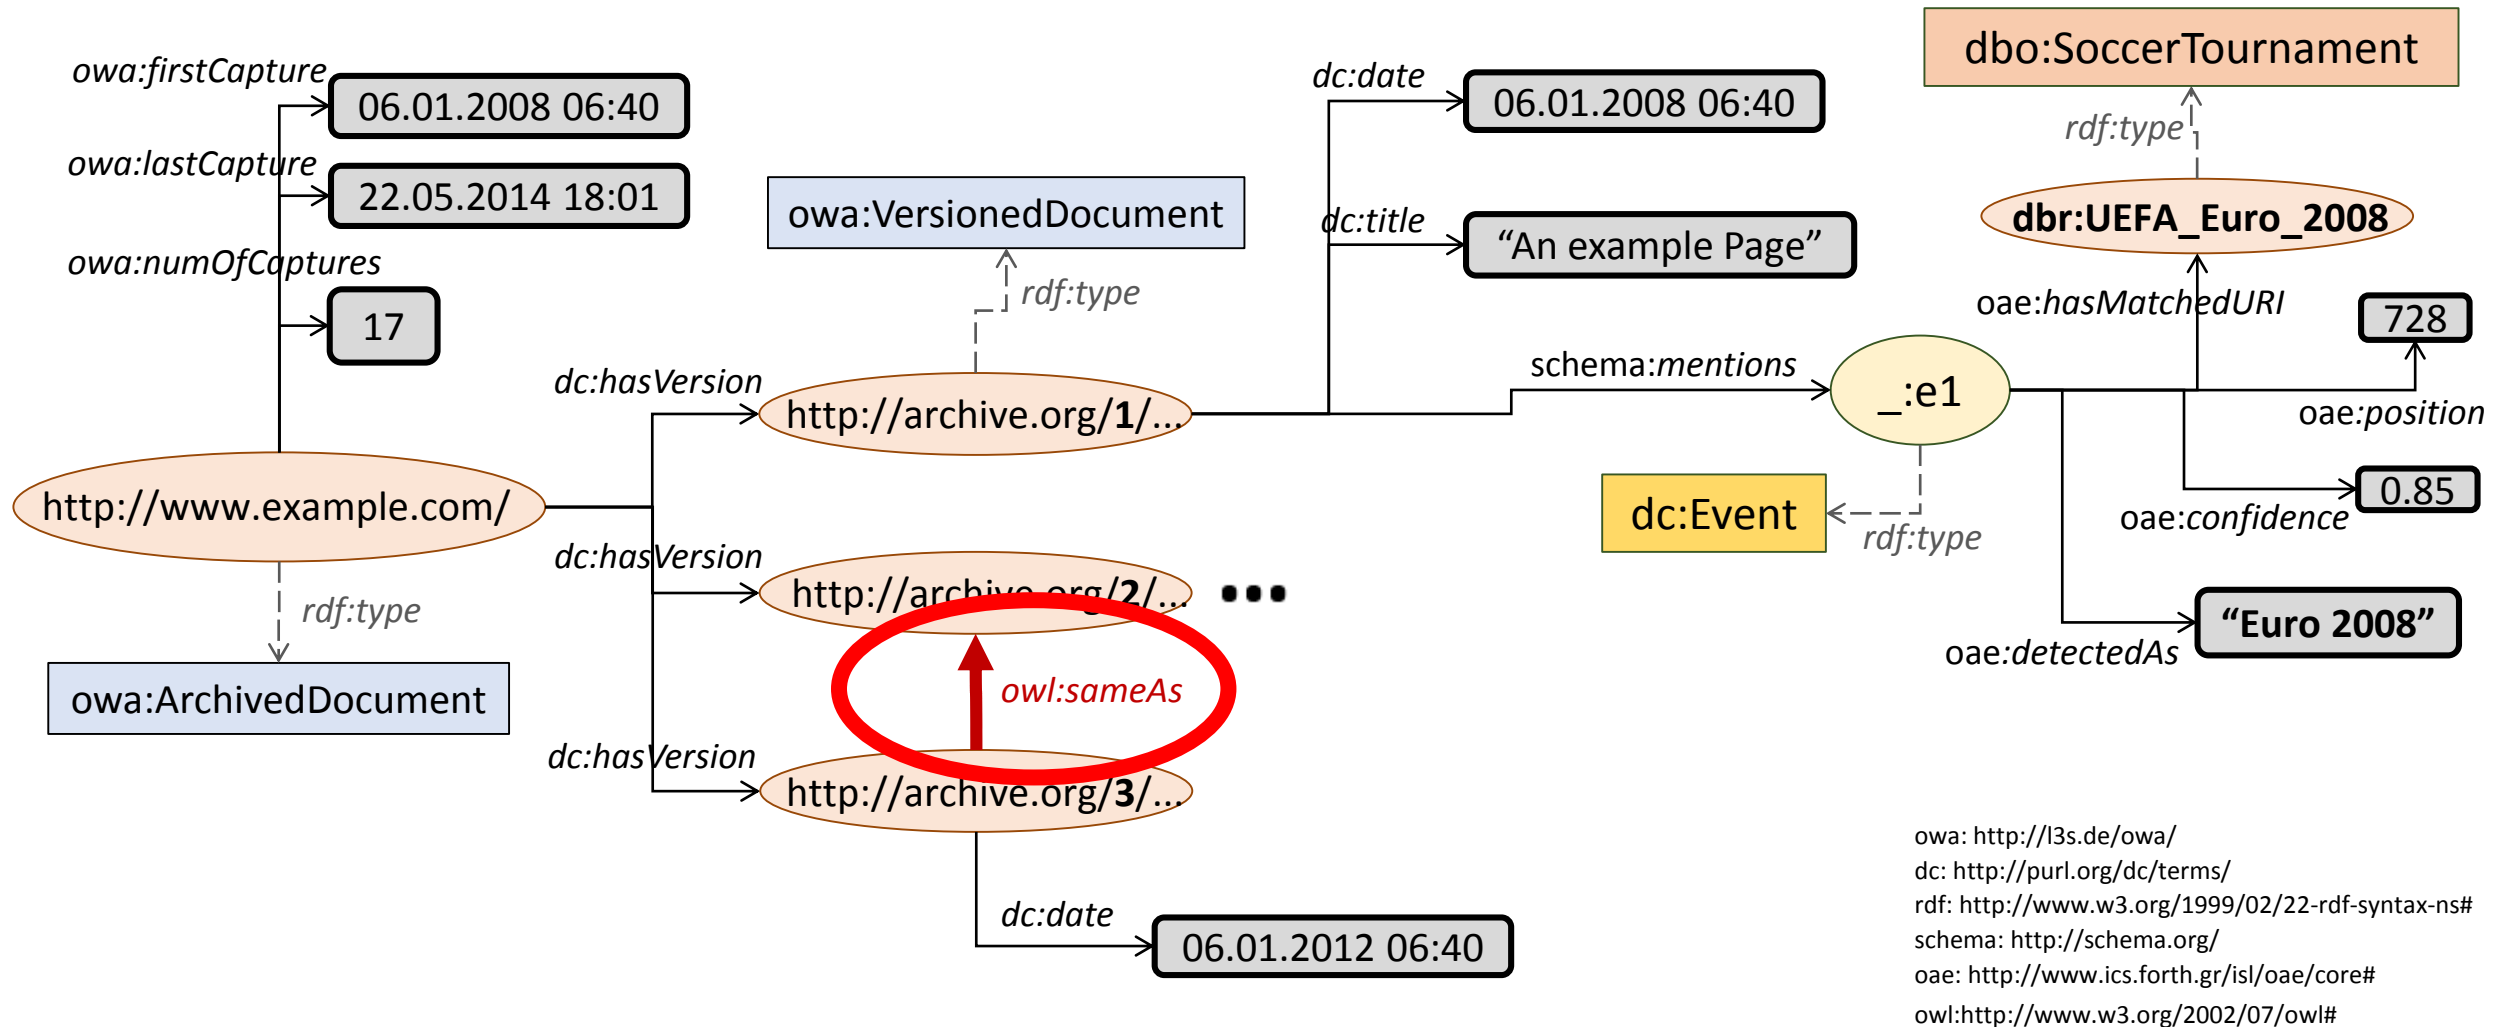 owa:firstCapture
06.01.2008 06:40
owa:lastCapture
22.05.2014 18:01
owa:numOfCaptures
17
http://www.example.com/
rdf:type
owa:ArchivedDocument
dc:hasVersion
dc:hasVersion
dc:hasVersion
owa:VersionedDocument
rdf:type
http://archive.org/1/...
http://archive.org/2/...
owl:sameAs
http://archive.org/3/...
dc:date
06.01.2012 06:40
dc:date
06.01.2008 06:40
dc:title
“An example Page”
schema:mentions
_:e1
rdf:type
dc:Event
dbo:SoccerTournament
rdf:type
dbr:UEFA_Euro_2008
oae:hasMatchedURI
728
oae:position
0.85
oae:confidence
“Euro 2008”
oae:detectedAs
owa: http://l3s.de/owa/
dc: http://purl.org/dc/terms/
rdf: http://www.w3.org/1999/02/22-rdf-syntax-ns#
schema: http://schema.org/
oae: http://www.ics.forth.gr/isl/oae/core#
owl:http://www.w3.org/2002/07/owl#